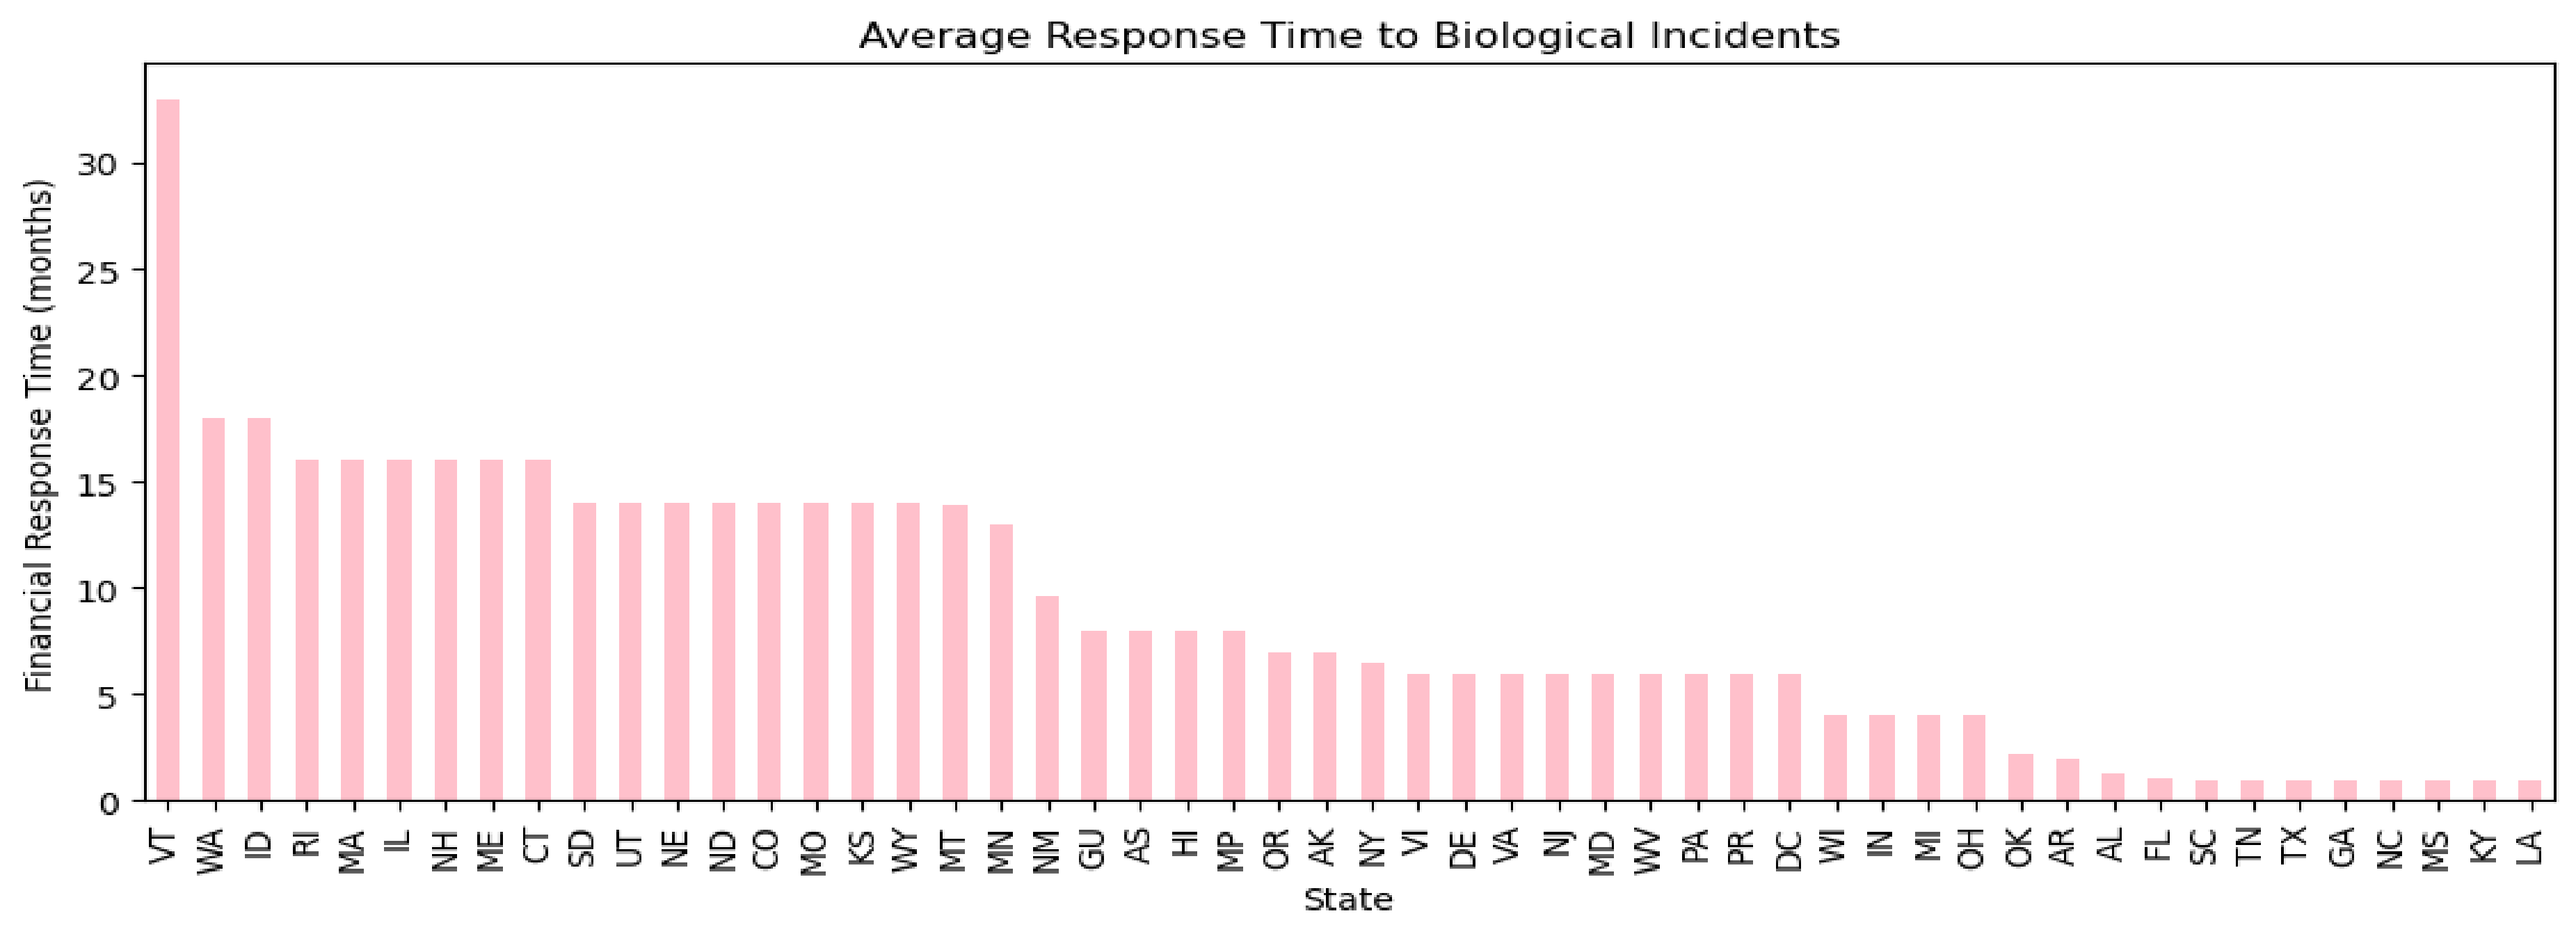 Average Response Time to Biological Incidents
Financial Response Time (months)
30
25
20
15
10
5
0
VT WA ID RI MA IL NH ME CT SD UT NE ND CO MO KS WY MT MN NM GU AS HI MP OR AK NY VI DE VA NJ MD WV PA PR DC WI IN MI OH OK AR AL FL SC TN TX GA NC MS KY LA
State